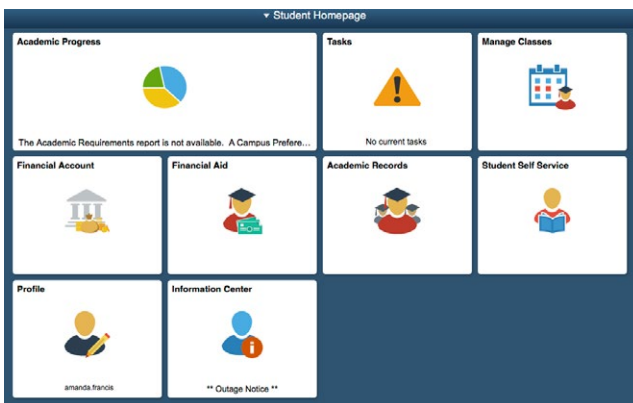 Student Homepage
Academic Progress
Tasks
Manage Classes
The Academic Requirements report is not available. A Campus Prefere...
No current tasks
Financial Account
Financial Aid
Academic Records
Student Self Service
Profile
Information Center
amanda.francis
** Outage Notice **